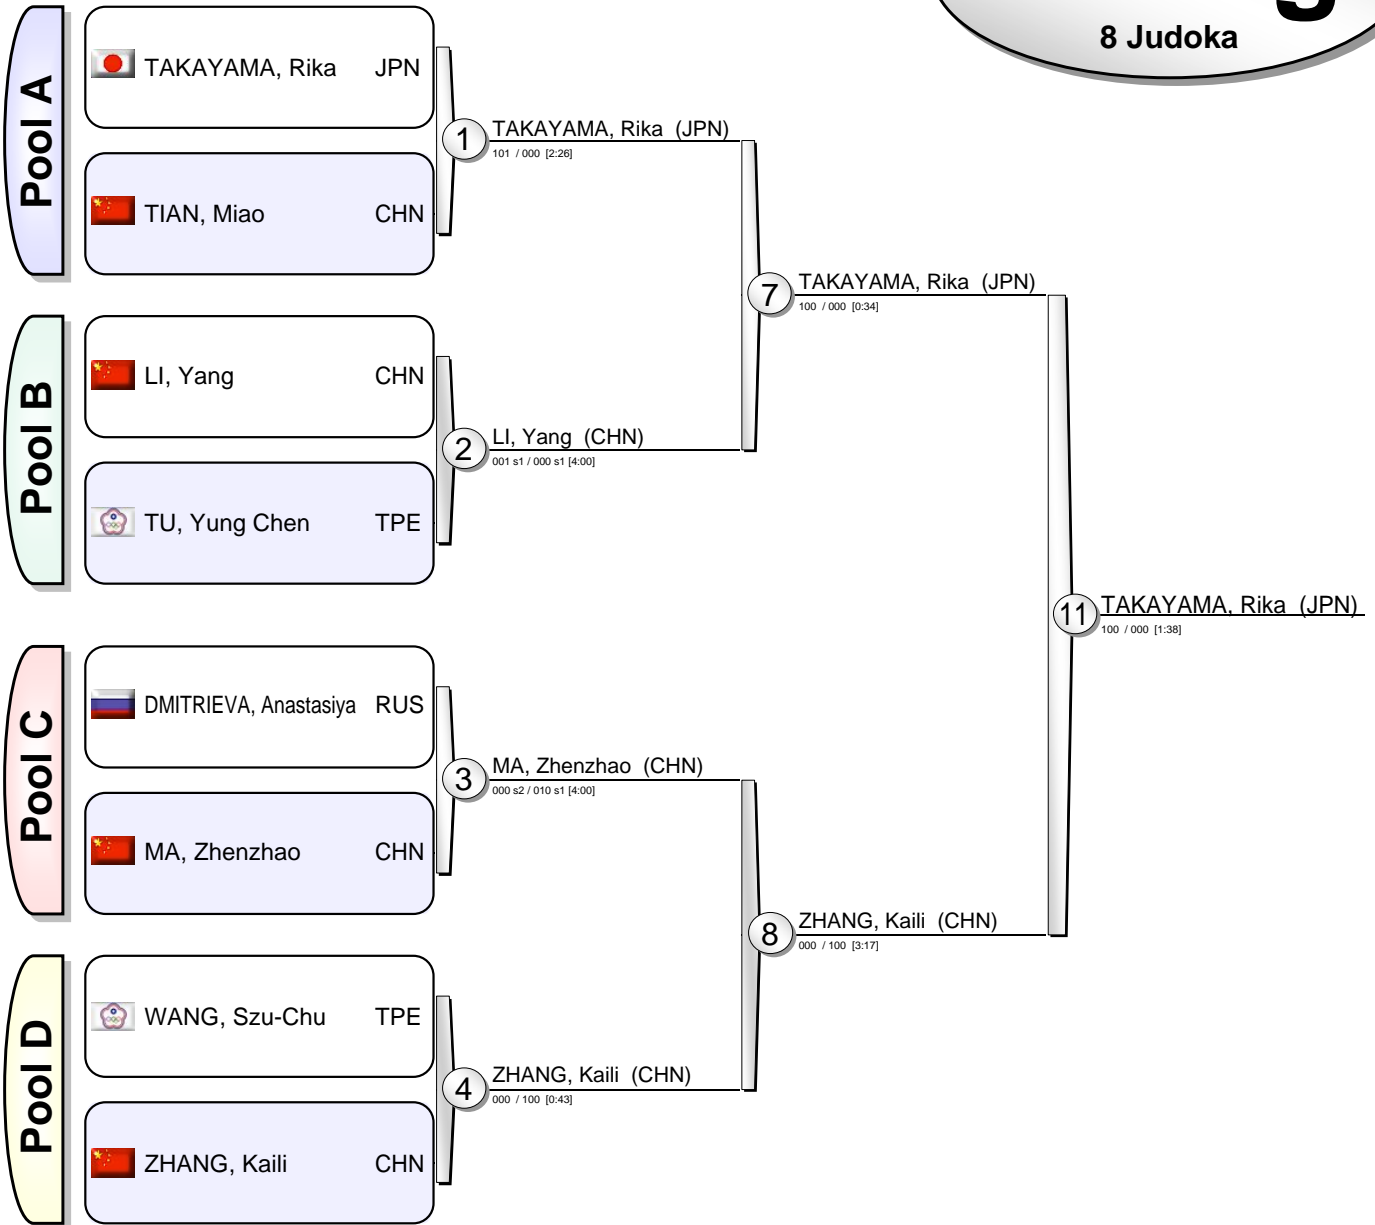 8 Judoka
Pool A
TAKAYAMA, Rika JPN
TIAN, Miao CHN
1 TAKAYAMA, Rika (JPN)
101 / 000 [2:26]
Pool B
LI, Yang CHN
TU, Yung Chen TPE
2 LI, Yang (CHN)
001 s1 / 000 s1 [4:00]
7 TAKAYAMA, Rika (JPN)
100 / 000 [0:34]
Pool C
DMITRIEVA, Anastasiya RUS
MA, Zhenzhao CHN
3 MA, Zhenzhao (CHN)
000 s2 / 010 s1 [4:00]
Pool D
WANG, Szu-Chu TPE
ZHANG, Kaili CHN
4 ZHANG, Kaili (CHN)
000 / 100 [0:43]
8 ZHANG, Kaili (CHN)
000 / 100 [3:17]
11 TAKAYAMA, Rika (JPN)
100 / 000 [1:38]